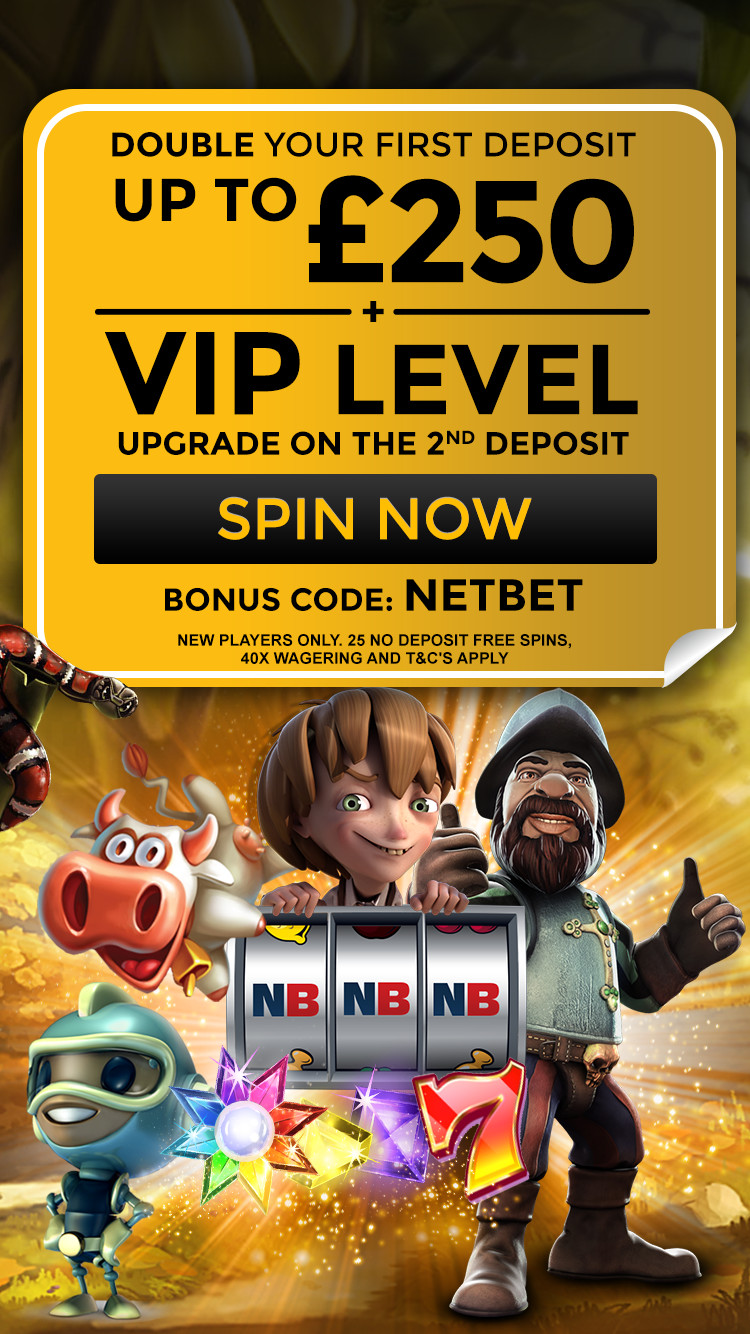 DOUBLE YOUR FIRST DEPOSIT
UP TO £250
+
VIP LEVEL
UPGRADE ON THE 2ND DEPOSIT
SPIN NOW
BONUS CODE: NETBET
NEW PLAYERS ONLY. 25 NO DEPOSIT FREE SPINS,
40X WAGERING AND T&C'S APPLY
NB NB NB
7